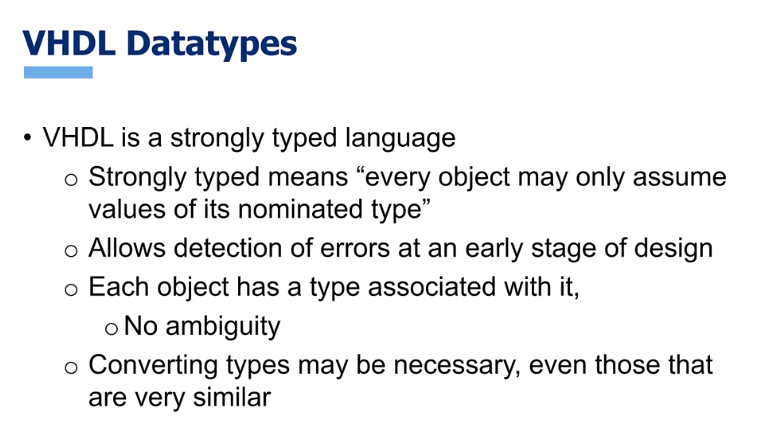 VHDL Datatypes
• VHDL is a strongly typed language
o Strongly typed means “every object may only assume
values of its nominated type”
o Allows detection of errors at an early stage of design
o Each object has a type associated with it,
o No ambiguity
o Converting types may be necessary, even those that
are very similar